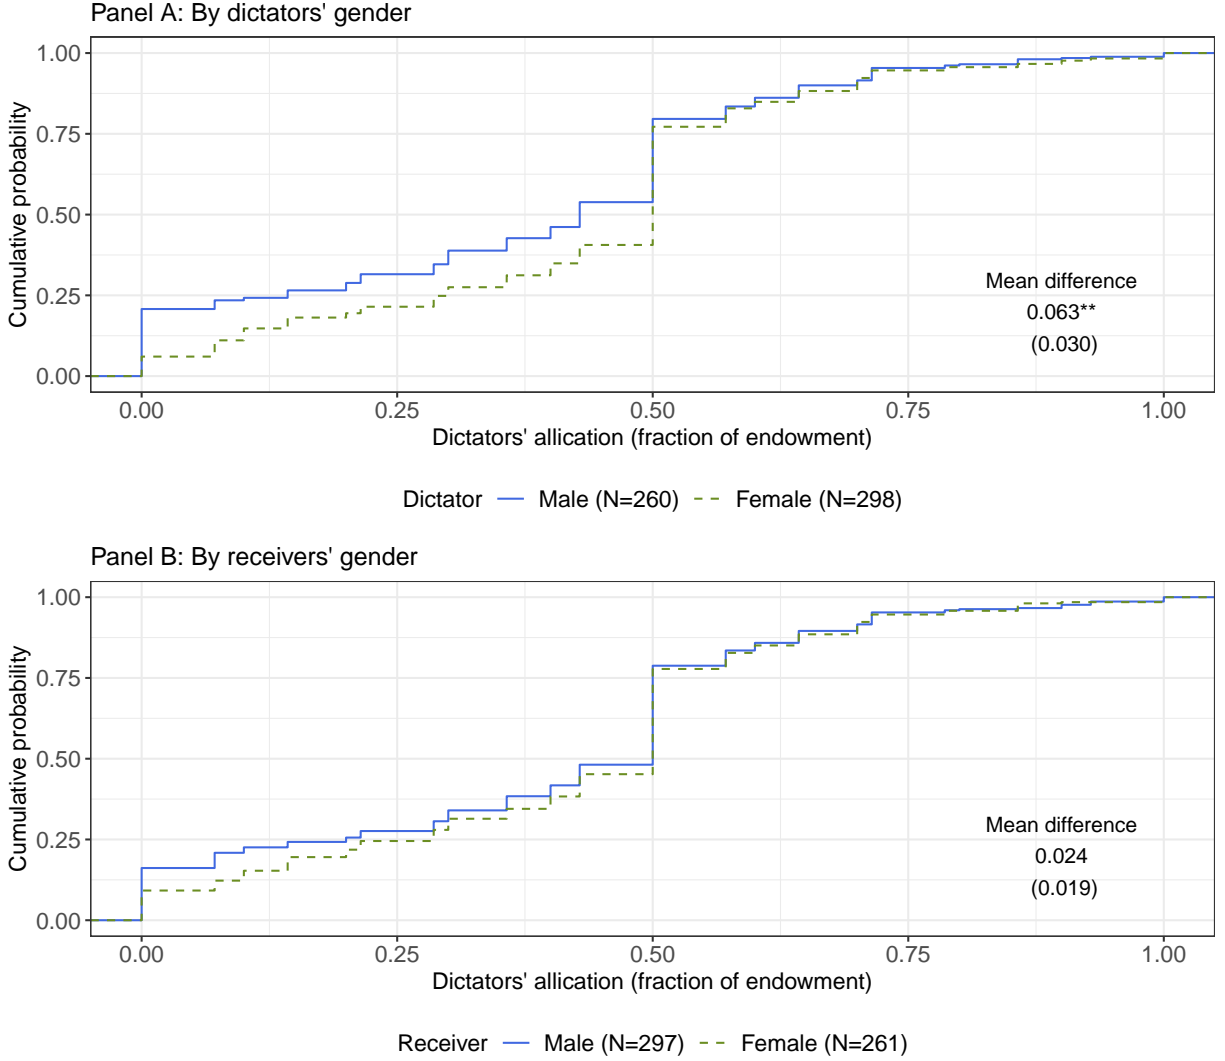 Panel A: By dictators' gender
1.00
0.75
0.50
0.25
0.00
Cumulative probability
Mean difference
0.063**
(0.030)
0.00 0.25 0.50 0.75 1.00
Dictators' allication (fraction of endowment)
Dictator Male (N=260) Female (N=298)
Panel B: By receivers' gender
1.00
0.75
0.50
0.25
0.00
Cumulative probability
Mean difference
0.024
(0.019)
0.00 0.25 0.50 0.75 1.00
Dictators' allication (fraction of endowment)
Receiver Male (N=297) Female (N=261)